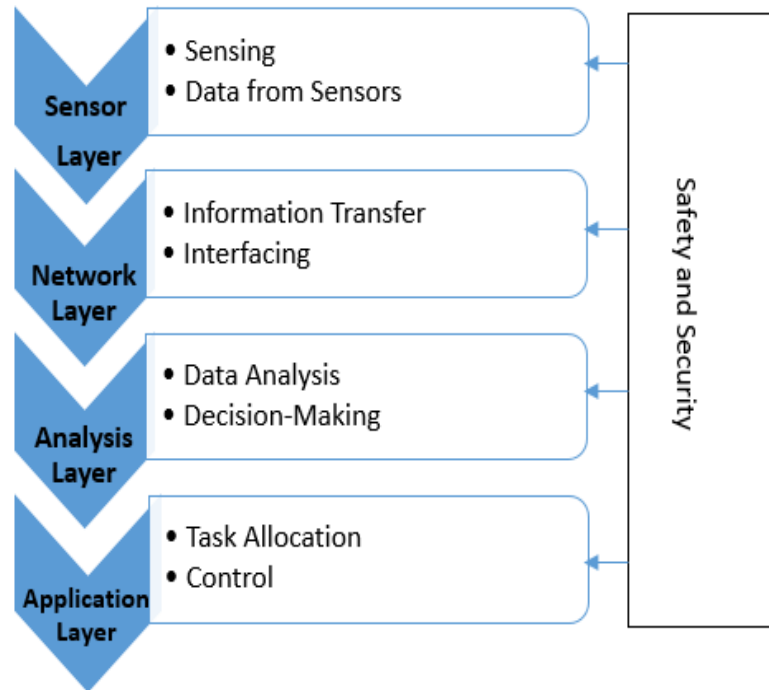 Sensor
Layer
• Sensing
• Data from Sensors
Network
Layer
• Information Transfer
• Interfacing
Analysis
Layer
• Data Analysis
• Decision-Making
Application
Layer
• Task Allocation
• Control
Safety and Security